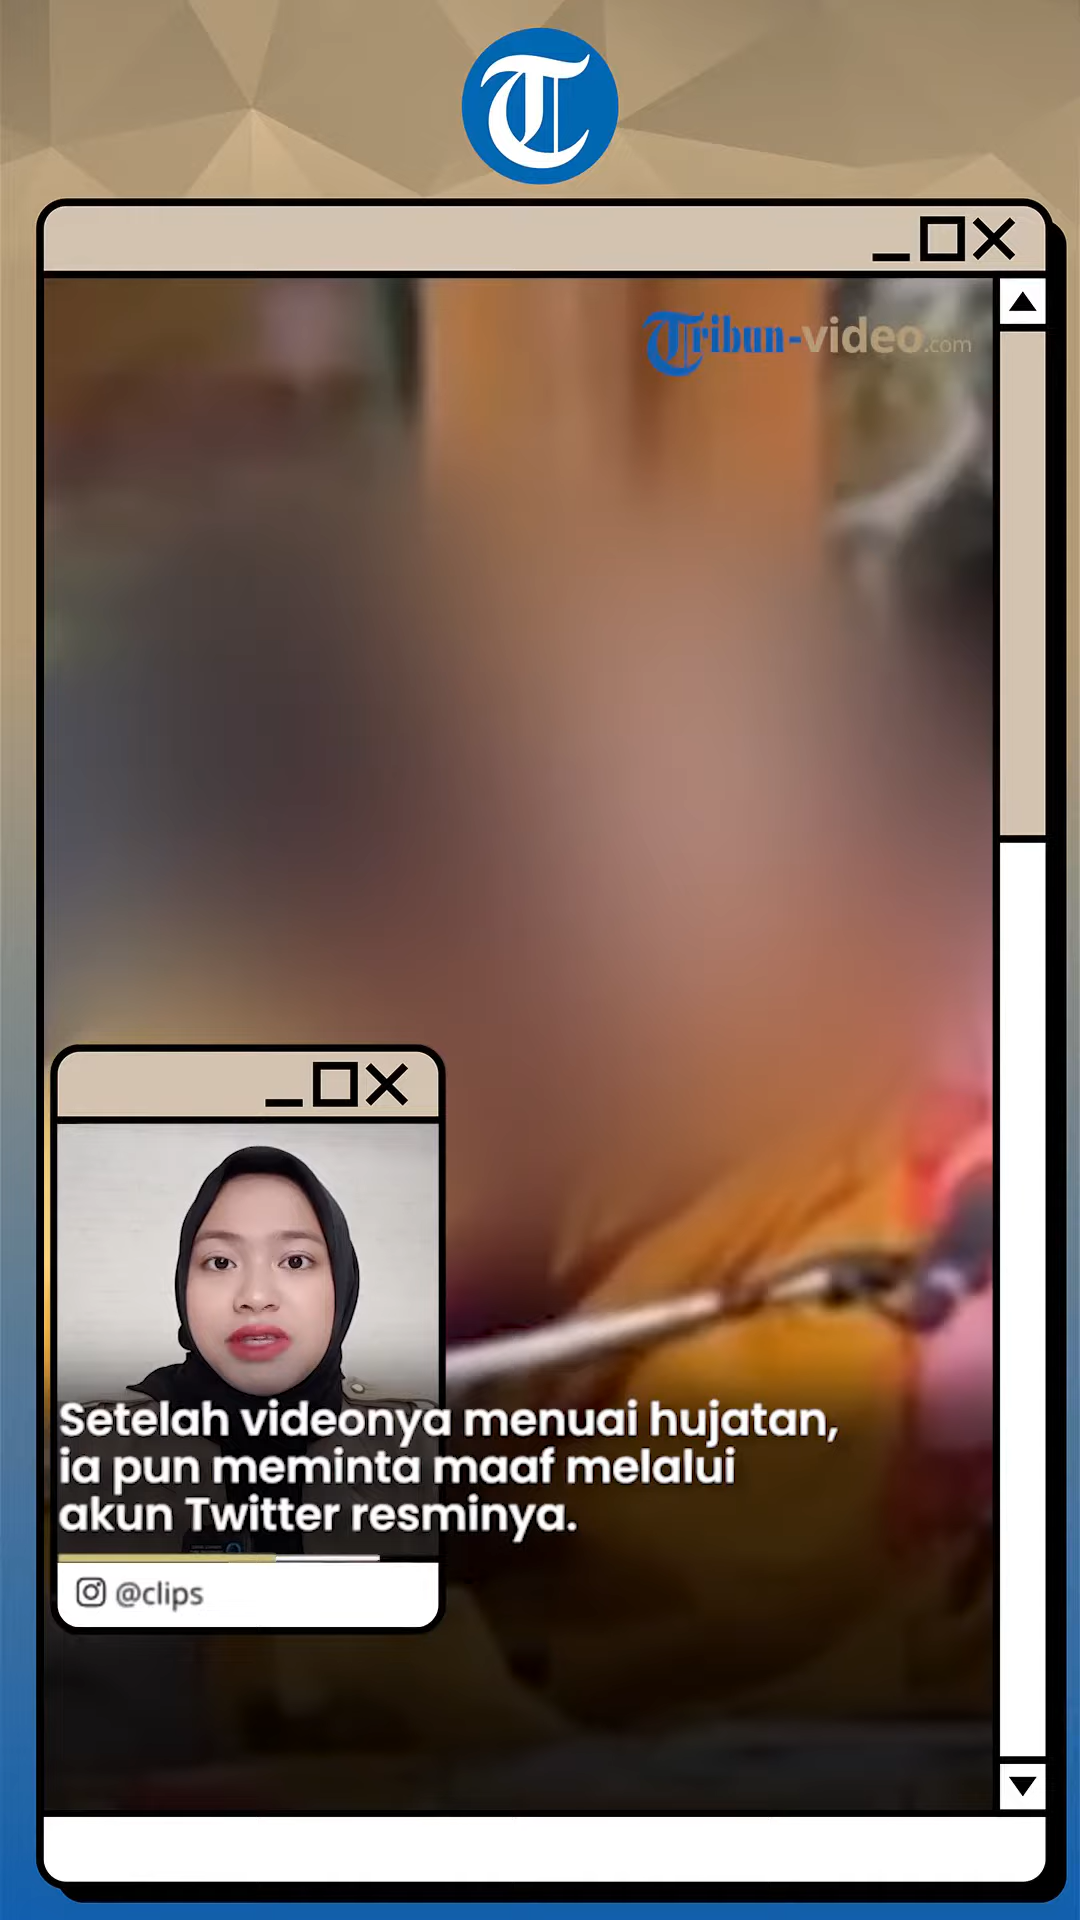 T
Tribun-video.com
Setelah videonya menuai hujatan,
ia pun meminta maaf melalui
akun Twitter resminya.
@clips